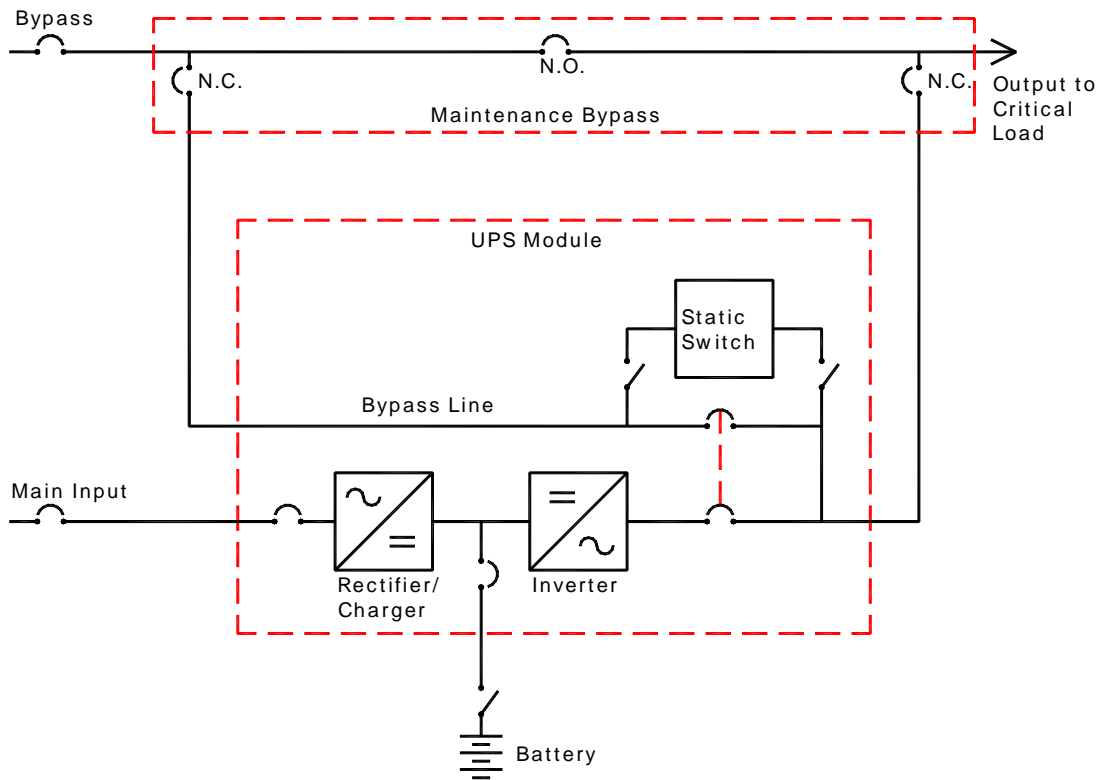 Bypass
N.O.
N.C.
N.C.
Output to
Critical
Load
Maintenance Bypass
UPS Module
Static
Switch
Bypass Line
Main Input
Rectifier/
Charger
Inverter
Battery